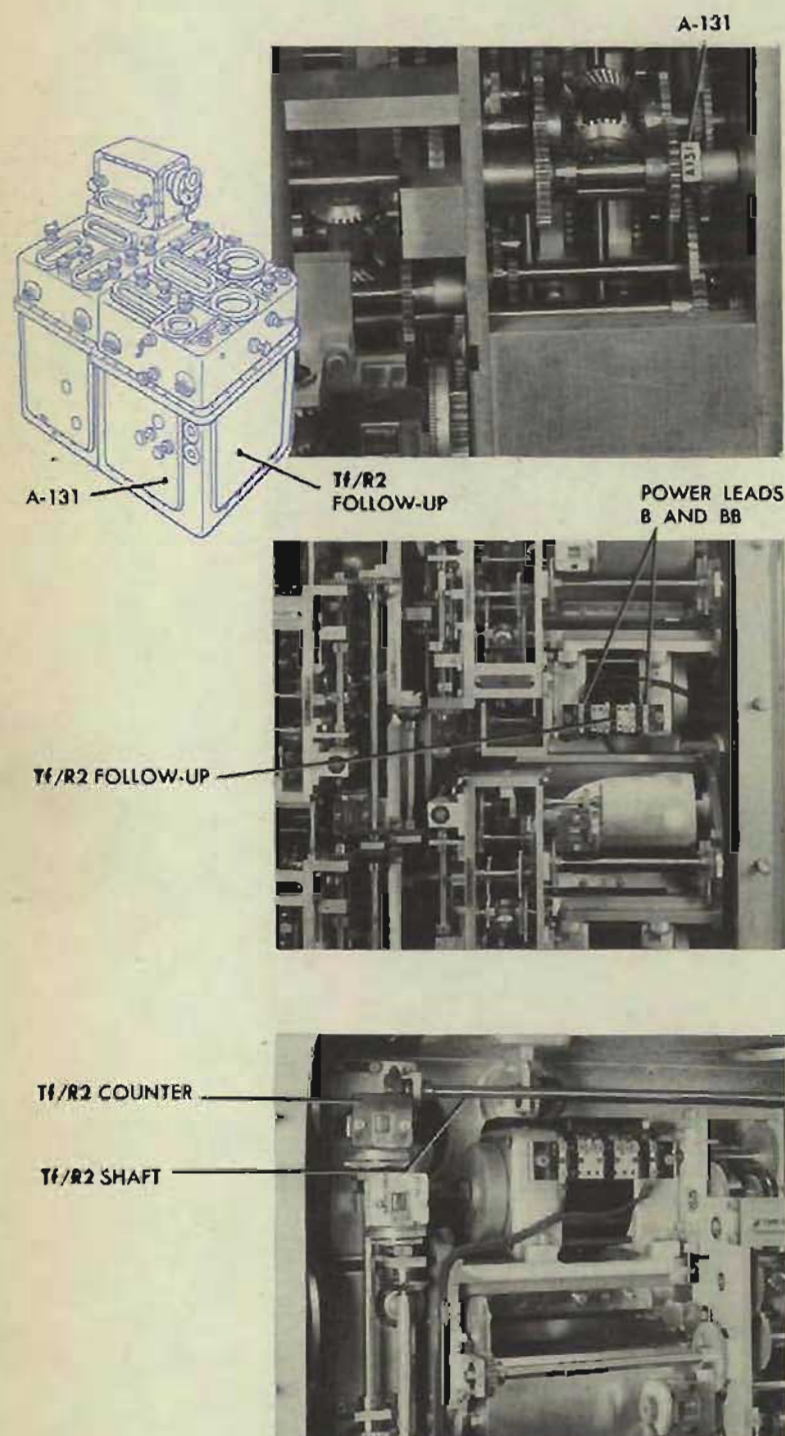 A-131
A131
A-131
Tf/R2
FOLLOW-UP
POWER LEADS
B AND BB
Tf/R2 FOLLOW-UP
Tf/R2 COUNTER
Tf/R2 SHAFT